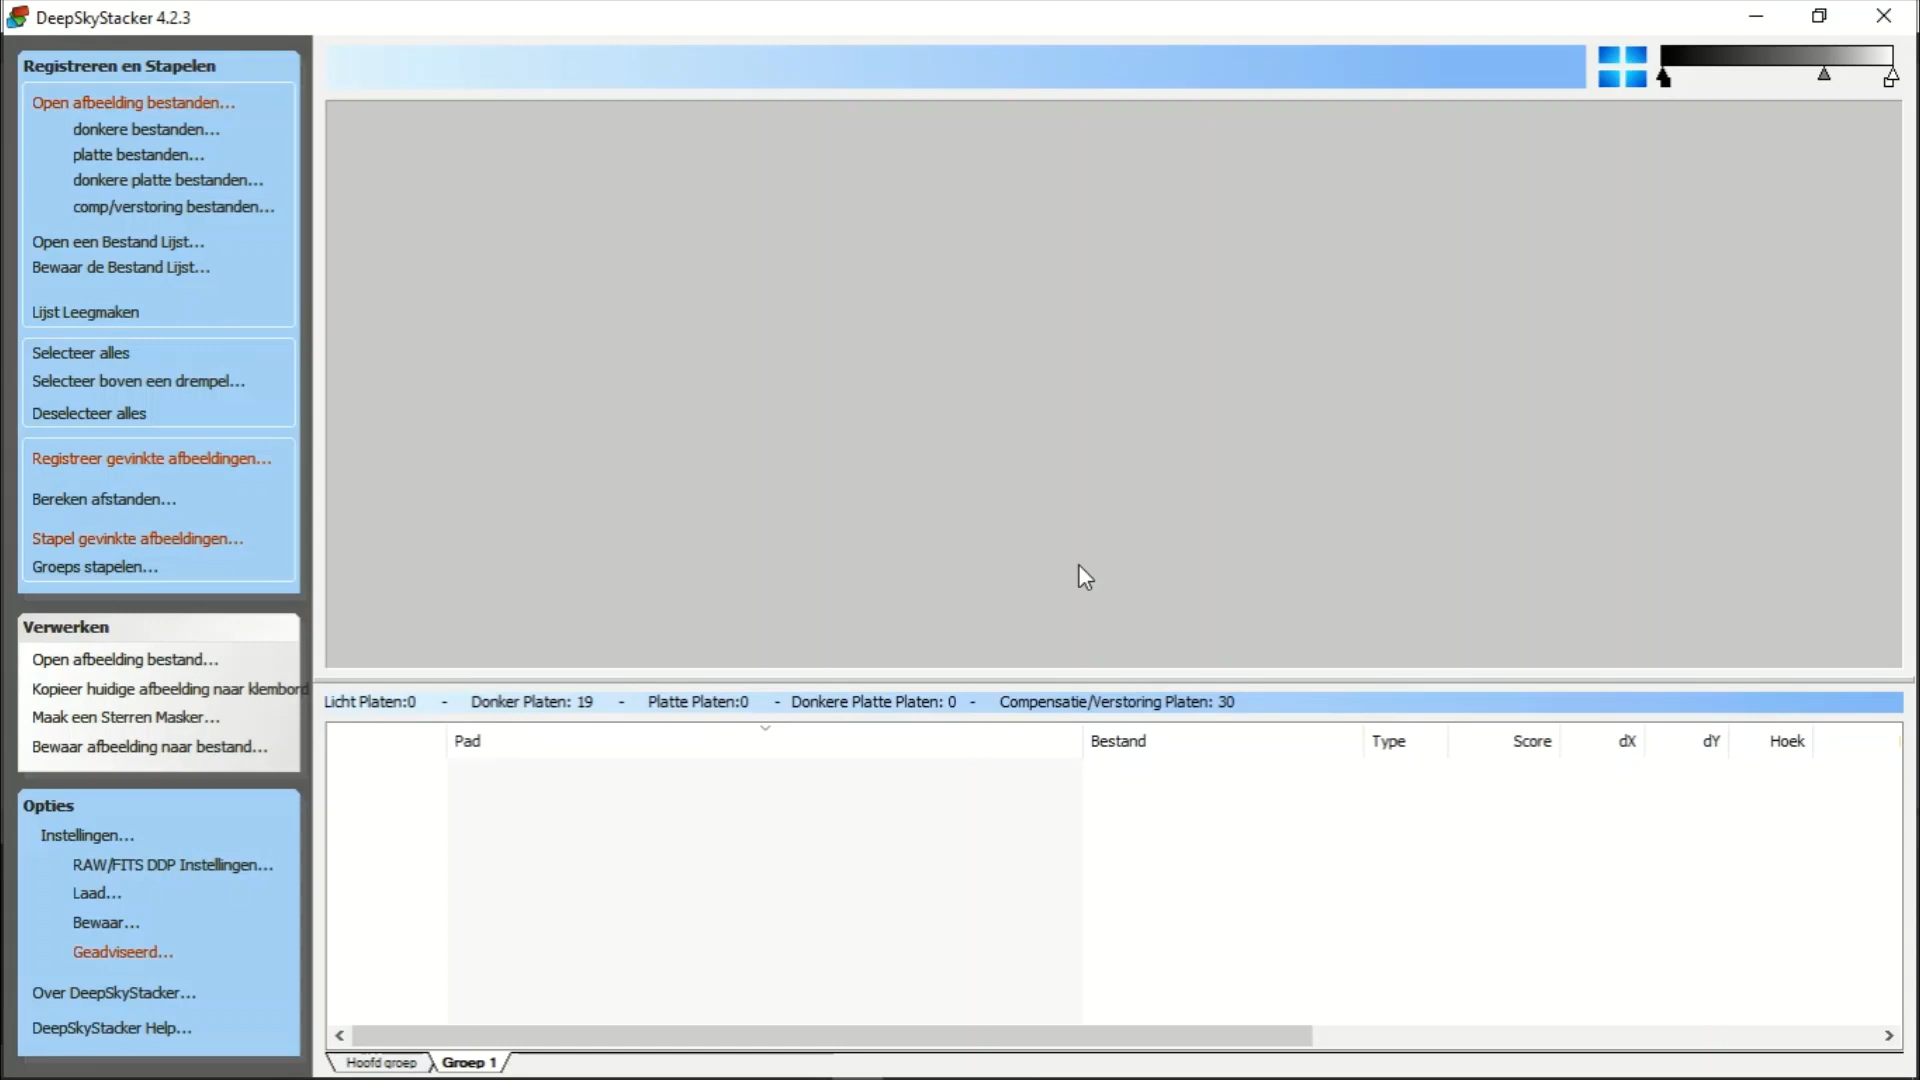 DeepSkyStacker 4.2.3
Registreren en Stapelen
Open afbeelding bestanden...
donkere bestanden...
platte bestanden...
donkere platte bestanden...
comp/verstoring bestanden...
Open een Bestand Lijst...
Bewaar de Bestand Lijst...
Lijst Leegmaken
Selecteer alles
Selecteer boven een drempel...
Deselecteer alles
Registreer gevinkte afbeeldingen...
Bereken afstanden...
Stapel gevinkte afbeeldingen...
Groeps stapelen...
Verwerken
Open afbeelding bestand...
Kopieer huidige afbeelding naar klembord
Maak een Sterren Masker...
Bewaar afbeelding naar bestand...
Opties
Instellingen...
RAW/FITS DDP Instellingen...
Laad...
Bewaar...
Geadviseerd...
Over DeepSkyStacker...
DeepSkyStacker Help...
Licht Platen:0 - Donker Platen: 19 - Platte Platen:0 - Donkere Platte Platen: 0 - Compensatie/Verstoring Platen: 30
Pad Bestand Type Score dX dY Hoek
Hoofd groep Groep 1